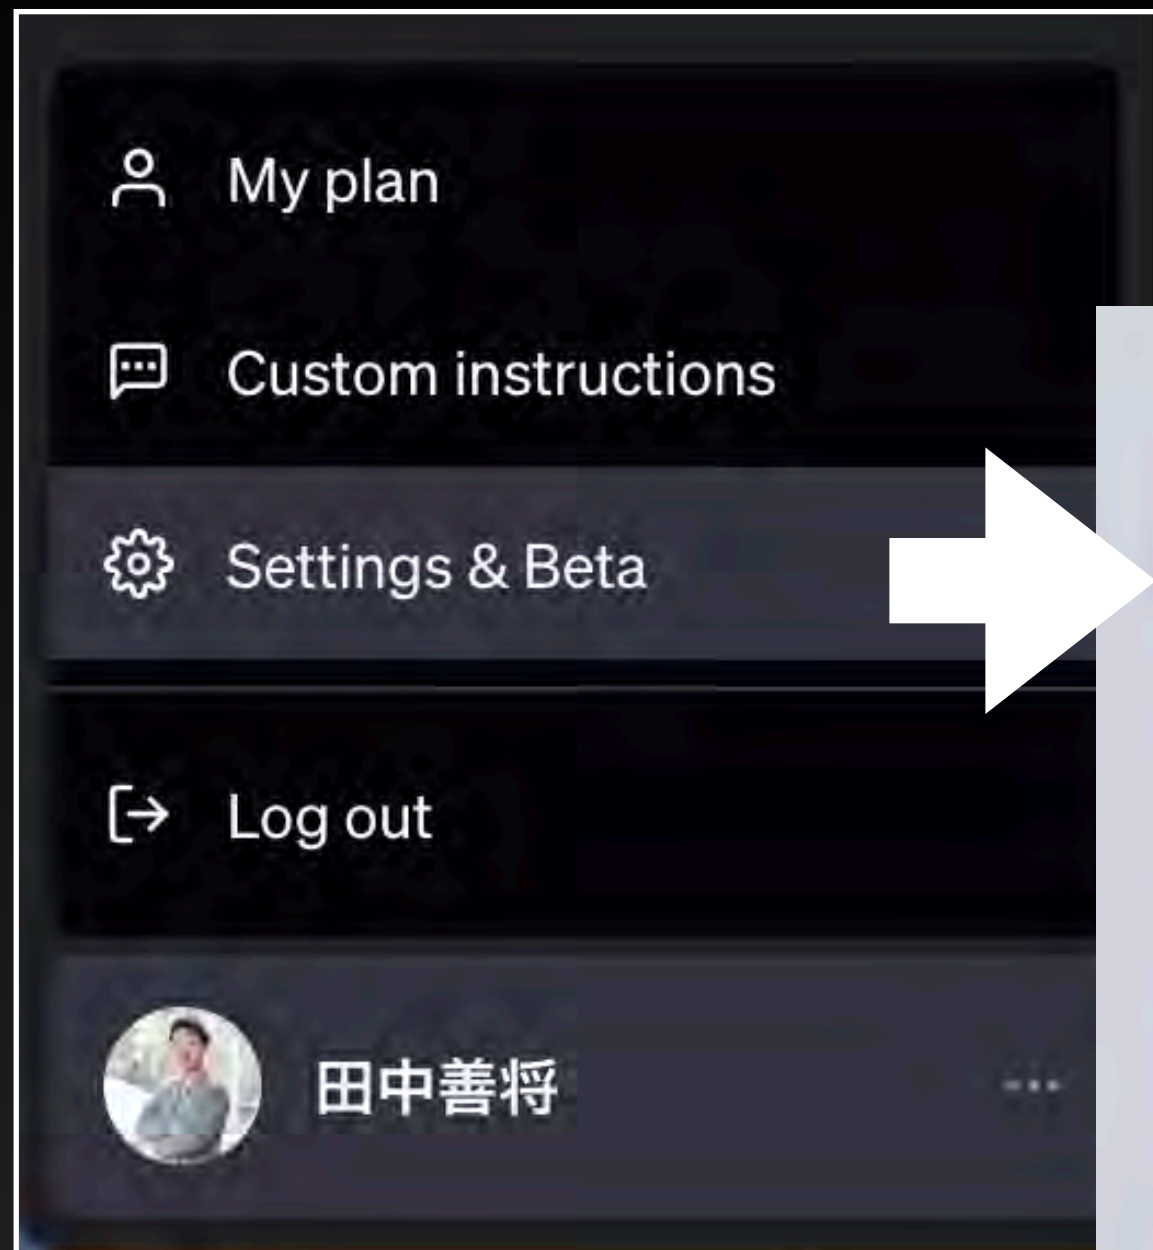 My plan
Custom instructions
Settings & Beta
Log out
田中善将